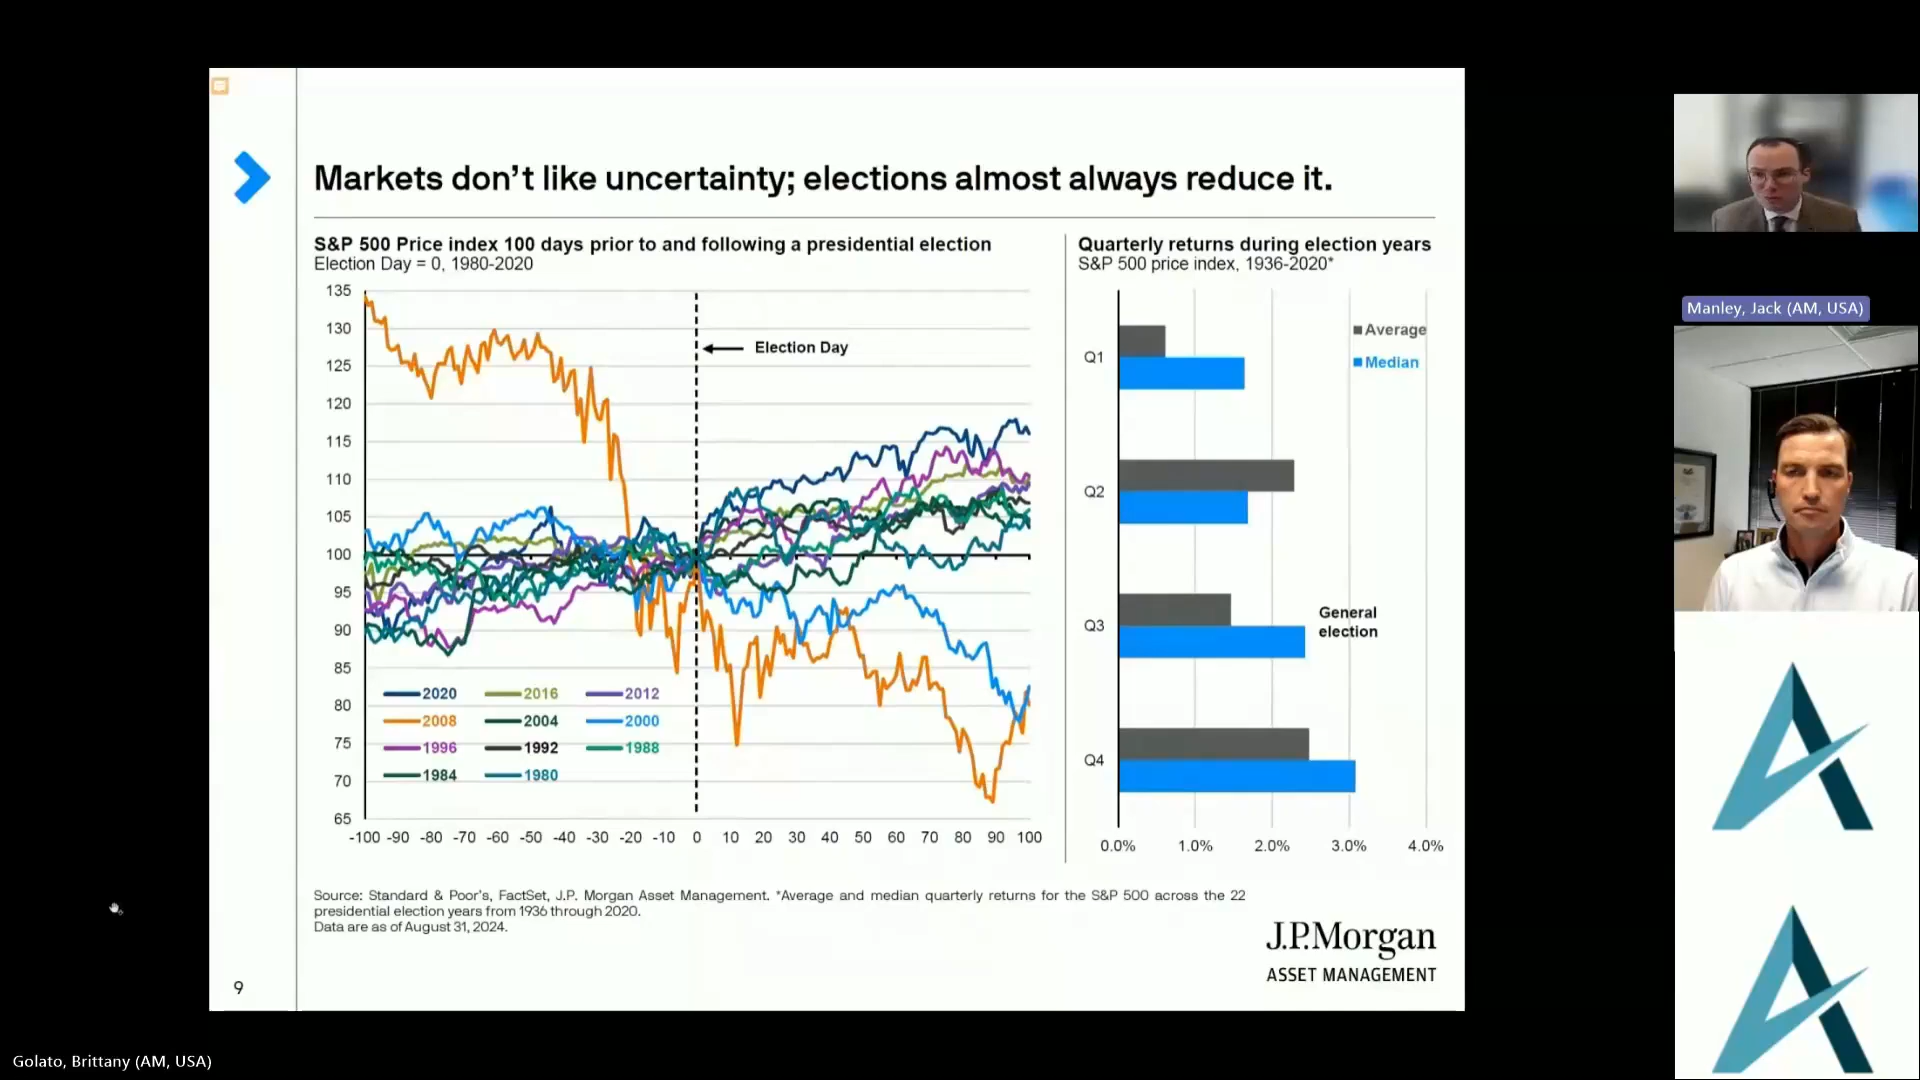 Markets don't like uncertainty; elections almost always reduce it.
S&P 500 Price index 100 days prior to and following a presidential election
Election Day = 0, 1980-2020
135
130
125
120
115
110
105
100
95
90
85
80
75
70
65
Election Day
2020 2016 2012
2008 2004 2000
1996 1992 1988
1984 1980
-100 -90 -80 -70 -60 -50 -40 -30 -20 -10 0 10 20 30 40 50 60 70 80 90 100
Quarterly returns during election years
S&P 500 price index, 1936-2020*
Average
Median
Q1
Q2
Q3
Q4
General
election
0.0% 1.0% 2.0% 3.0% 4.0%
Source: Standard & Poor's, FactSet, J.P. Morgan Asset Management. *Average and median quarterly returns for the S&P 500 across the 22
presidential election years from 1936 through 2020.
Data are as of August 31, 2024.
J.P.Morgan
ASSET MANAGEMENT
9
Manley, Jack (AM, USA)
Golato, Brittany (AM, USA)